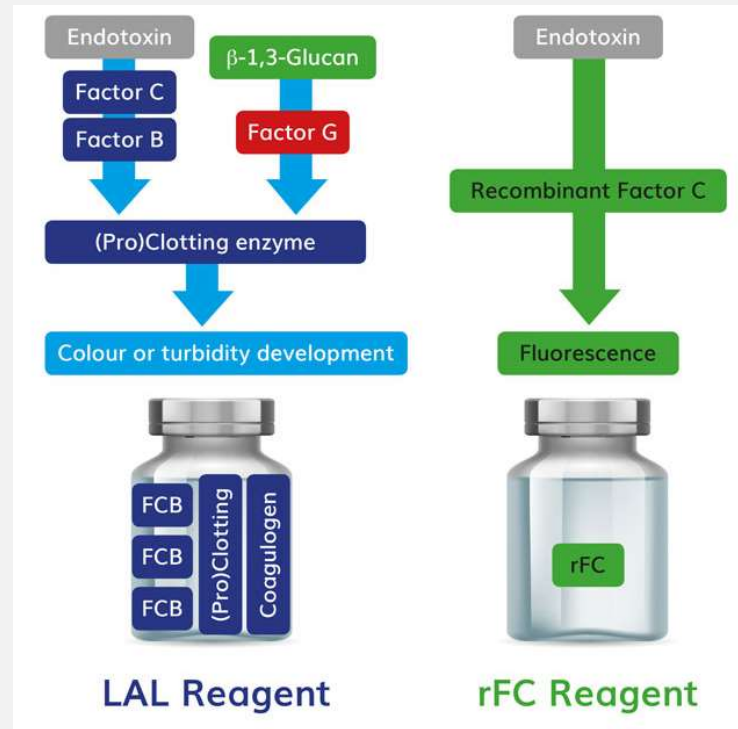 Endotoxin
Factor C
Factor B
β-1,3-Glucan
Factor G
(Pro)Clotting enzyme
Colour or turbidity development
FCB
FCB
FCB
(Pro)Clotting
Coagulogen
LAL Reagent
Endotoxin
Recombinant Factor C
Fluorescence
rFC
rFC Reagent